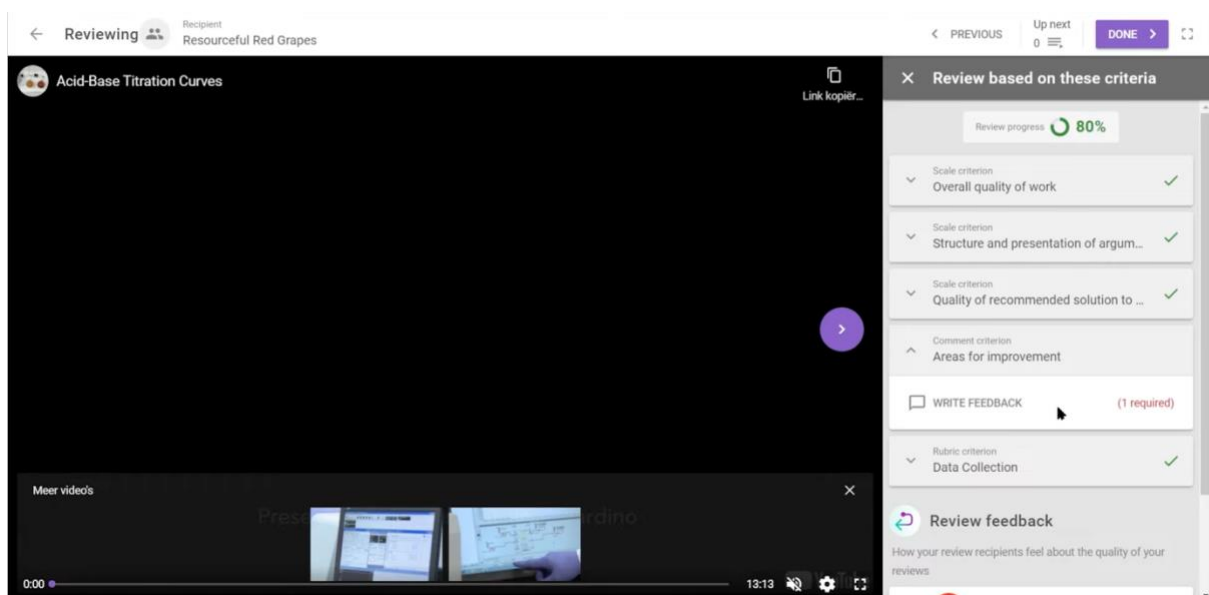 Reviewing
Recipient
Resourceful Red Grapes
PREVIOUS
Up next
0
DONE
Acid-Base Titration Curves
Link kopiër...
Meer video's
Prese
rdino
0:00
13:13
Review based on these criteria
Review progress 80%
Scale criterion
Overall quality of work
Scale criterion
Structure and presentation of argum...
Scale criterion
Quality of recommended solution to ...
Comment criterion
Areas for improvement
WRITE FEEDBACK (1 required)
Rubric criterion
Data Collection
Review feedback
How your review recipients feel about the quality of your
reviews